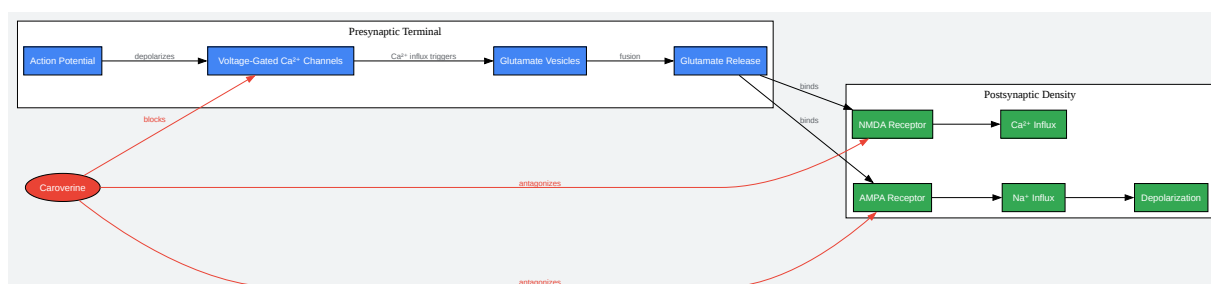 Presynaptic Terminal
Action Potential
depolarizes
Voltage-Gated Ca²⁺ Channels
Ca²⁺ influx triggers
Glutamate Vesicles
fusion
Glutamate Release
binds
Postsynaptic Density
binds
NMDA Receptor
Ca²⁺ Influx
blocks
Caroverine
antagonizes
AMPA Receptor
Na⁺ Influx
Depolarization
antagonizes